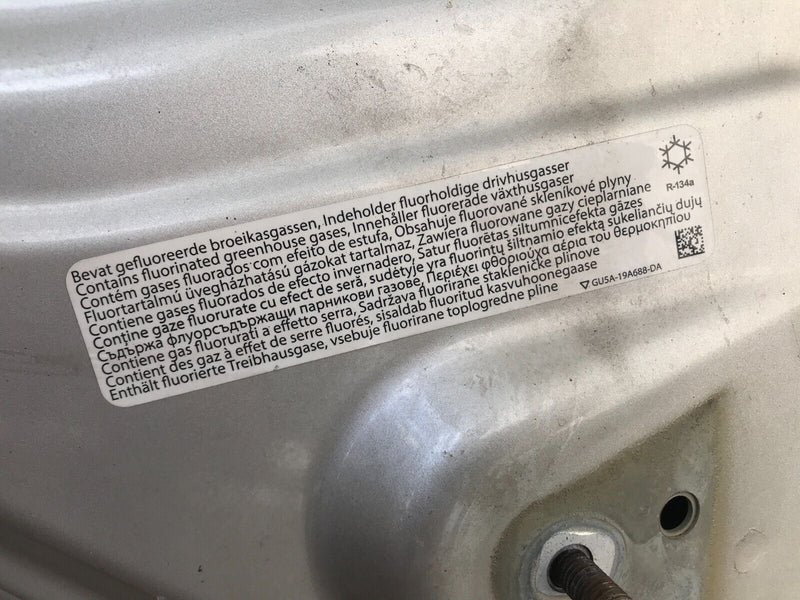 Bevat gefluoreerde broeikasgassen, Indeholder fluorholdige drivhusgasser
Contains fluorinated greenhouse gases, Innehåller fluorerade växthusgaser
Contém gases fluorados com efeito de estufa, Obsahuje fluorované skleníkové plyny
Fluortartalmú üvegházhatású gázokat tartalmaz, Zawiera fluorowane gazy cieplarniane
Contiene gases fluorados de efecto invernadero, Satur fluorētas siltumnicefekta gāzes
Conține gaze fluorurate cu efect de seră, sudėtyje yra fluorintų šiltnamio efektą sukeliančių dujų
Съдържа флуорсъдържащи парникови газове, Περιέχει φθοριούχα αέρια του θερμοκηπίου
Contiene gas fluorurati a effetto serra, Sadržava fluorirane stakleničke plinove
Contient des gaz à effet de serre fluorés, sisaldab fluoritud kasvuhoonegaase
Enthält fluorierte Treibhausgase, vsebuje fluorirane toplogredne pline
R-134a
GU5A-19A688-DA